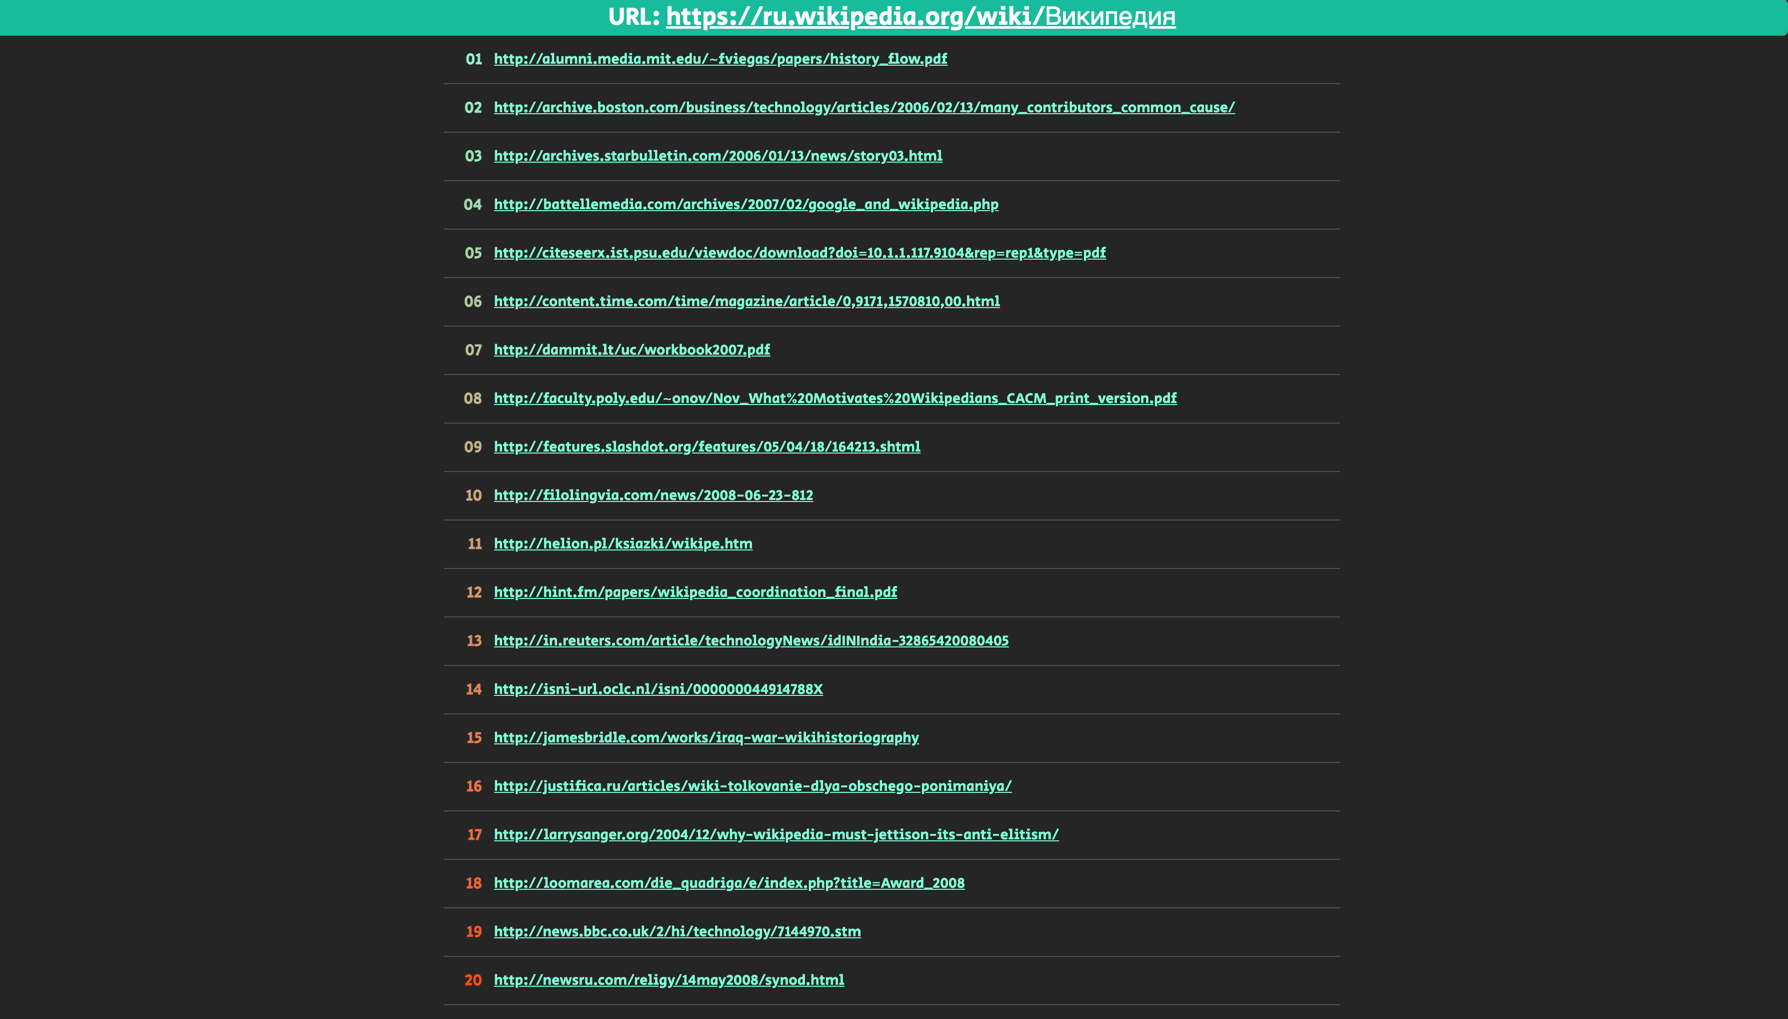 URL: https://ru.wikipedia.org/wiki/Википедия
01 http://alumni.media.mit.edu/~fviegas/papers/history_flow.pdf
02 http://archive.boston.com/business/technology/articles/2006/02/13/many_contributors_common_cause/
03 http://archives.starbulletin.com/2006/01/13/news/story03.html
04 http://battellemedia.com/archives/2007/02/google_and_wikipedia.php
05 http://citeseerx.ist.psu.edu/viewdoc/download?doi=10.1.1.117.9104&rep=rep1&type=pdf
06 http://content.time.com/time/magazine/article/0,9171,1570810,00.html
07 http://dammit.lt/uc/workbook2007.pdf
08 http://faculty.poly.edu/~onov/Nov_What%20Motivates%20Wikipedians_CACM_print_version.pdf
09 http://features.slashdot.org/features/05/04/18/164213.shtml
10 http://filolingvia.com/news/2008-06-23-812
11 http://helion.pl/ksiazki/wikipe.htm
12 http://hint.fm/papers/wikipedia_coordination_final.pdf
13 http://in.reuters.com/article/technologyNews/idINIndia-32865420080405
14 http://isni-url.oclc.nl/isni/000000044914788X
15 http://jamesbridle.com/works/iraq-war-wikihistoriography
16 http://justifica.ru/articles/wiki-tolkovanie-dlya-obschego-ponimaniya/
17 http://larrysanger.org/2004/12/why-wikipedia-must-jettison-its-anti-elitism/
18 http://loomarea.com/die_quadriga/e/index.php?title=Award_2008
19 http://news.bbc.co.uk/2/hi/technology/7144970.stm
20 http://newsru.com/religy/14may2008/synod.html